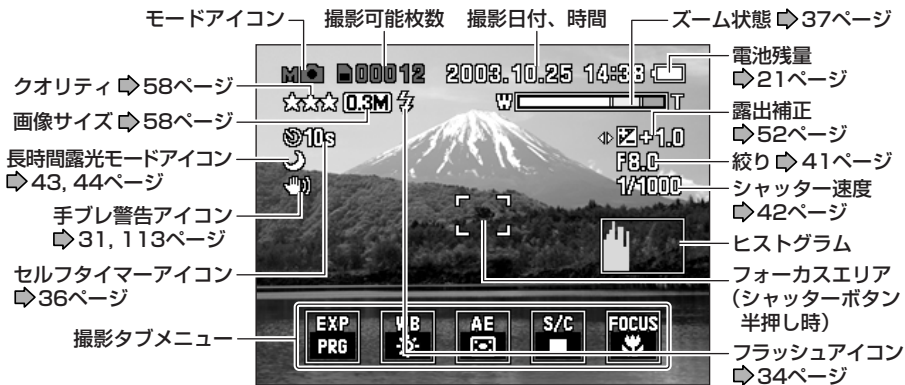 モードアイコン
撮影可能枚数
撮影日付、時間
ズーム状態 37ページ
電池残量
21ページ
クオリティ 58ページ
画像サイズ 58ページ
長時間露光モードアイコン
43, 44ページ
手ブレ警告アイコン
31, 113ページ
セルフタイマーアイコン
36ページ
撮影タブメニュー
露出補正
52ページ
絞り 41ページ
シャッター速度
42ページ
ヒストグラム
フォーカスエリア
(シャッターボタン
半押し時)
フラッシュアイコン
34ページ
M 00012 2003.10.25 14:38
0.3M W T
10s +1.0
F8.0
1/1000
EXP WB AE S/C FOCUS
PRG